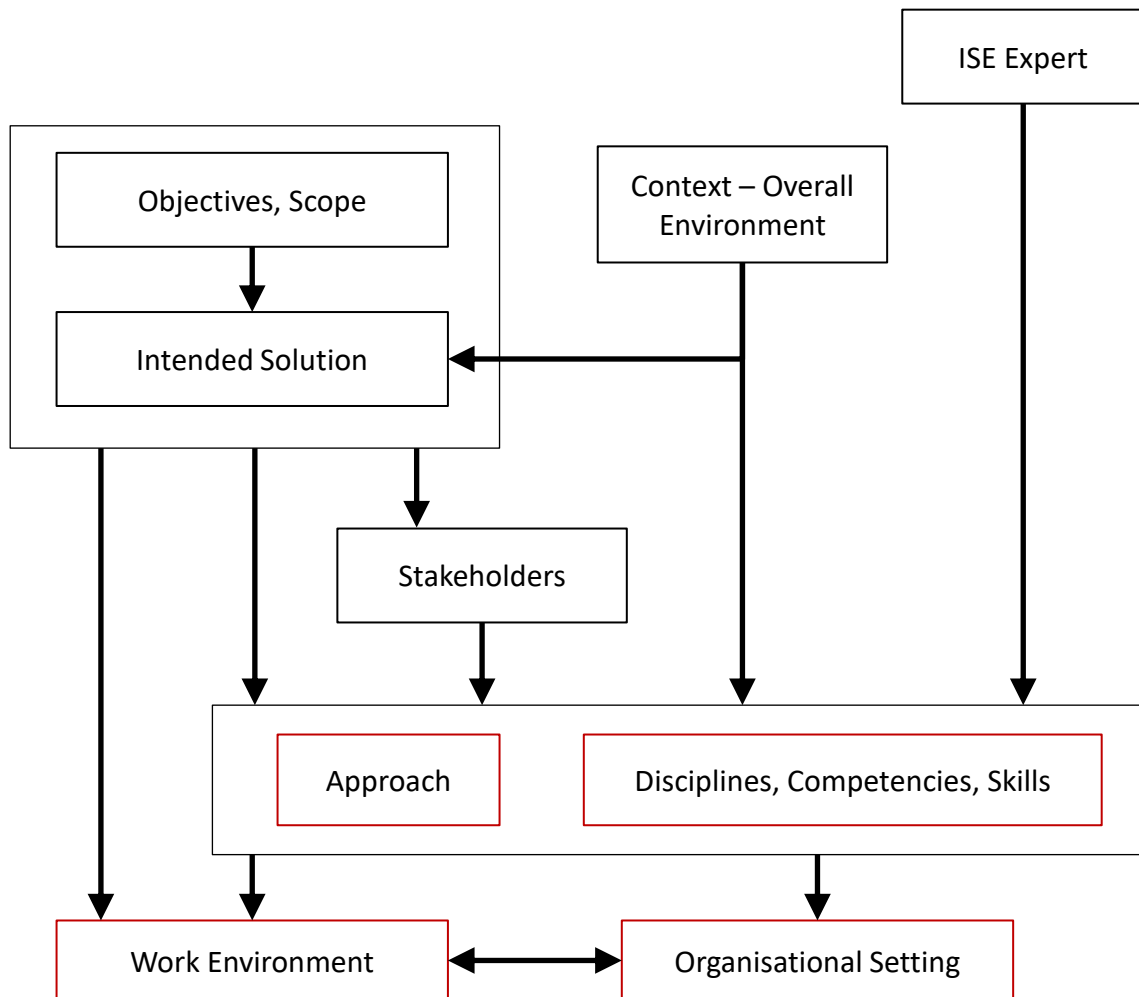 ISE Expert
Objectives, Scope
Context – Overall
Environment
Intended Solution
Stakeholders
Approach
Disciplines, Competencies, Skills
Work Environment
Organisational Setting